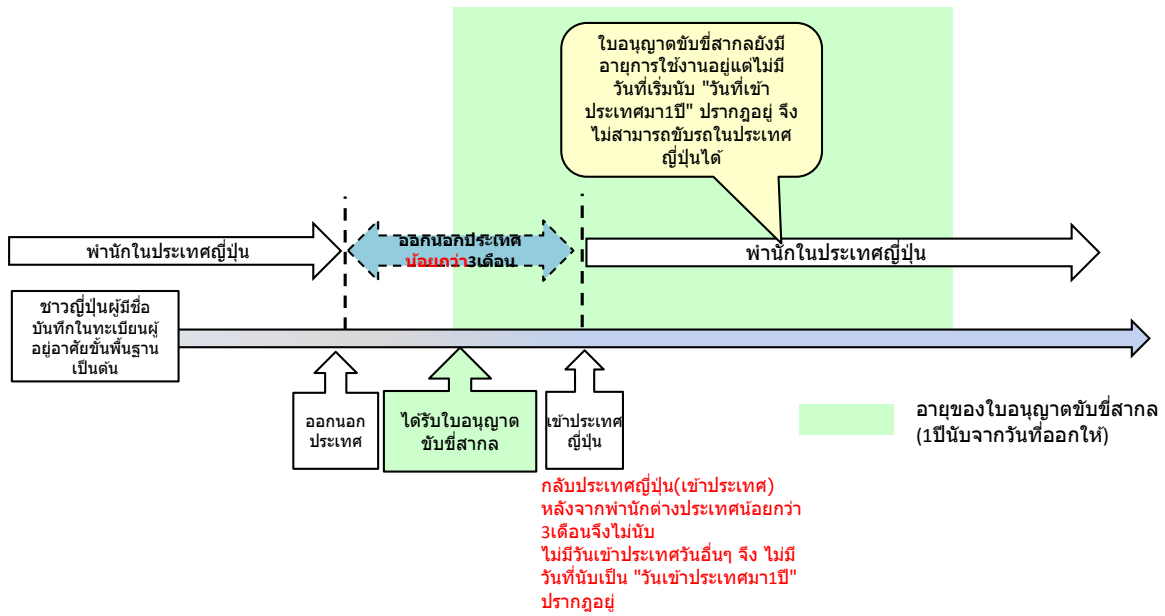 ใบอนุญาตขับขี่สากลยังมี
อายุการใช้งานอยู่แต่ไม่มี
วันที่เริ่มนับ "วันที่เข้า
ประเทศมา1ปี" ปรากฎอยู่ จึง
ไม่สามารถขับรถในประเทศ
ญี่ปุ่นได้
พำนักในประเทศญี่ปุ่น
ออกนอกประเทศ
น้อยกว่า3เดือน
พำนักในประเทศญี่ปุ่น
ชาวญี่ปุ่นผู้มีชื่อ
บันทึกในทะเบียนผู้
อยู่อาศัยขั้นพื้นฐาน
เป็นต้น
ออกนอก
ประเทศ
ได้รับใบอนุญาต
ขับขี่สากล
เข้าประเทศ
ญี่ปุ่น
อายุของใบอนุญาตขับขี่สากล
(1ปีนับจากวันที่ออกให้)
กลับประเทศญี่ปุ่น(เข้าประเทศ)
หลังจากพำนักต่างประเทศน้อยกว่า
3เดือนจึงไม่นับ
ไม่มีวันเข้าประเทศวันอื่นๆ จึง ไม่มี
วันที่นับเป็น "วันเข้าประเทศมา1ปี"
ปรากฎอยู่